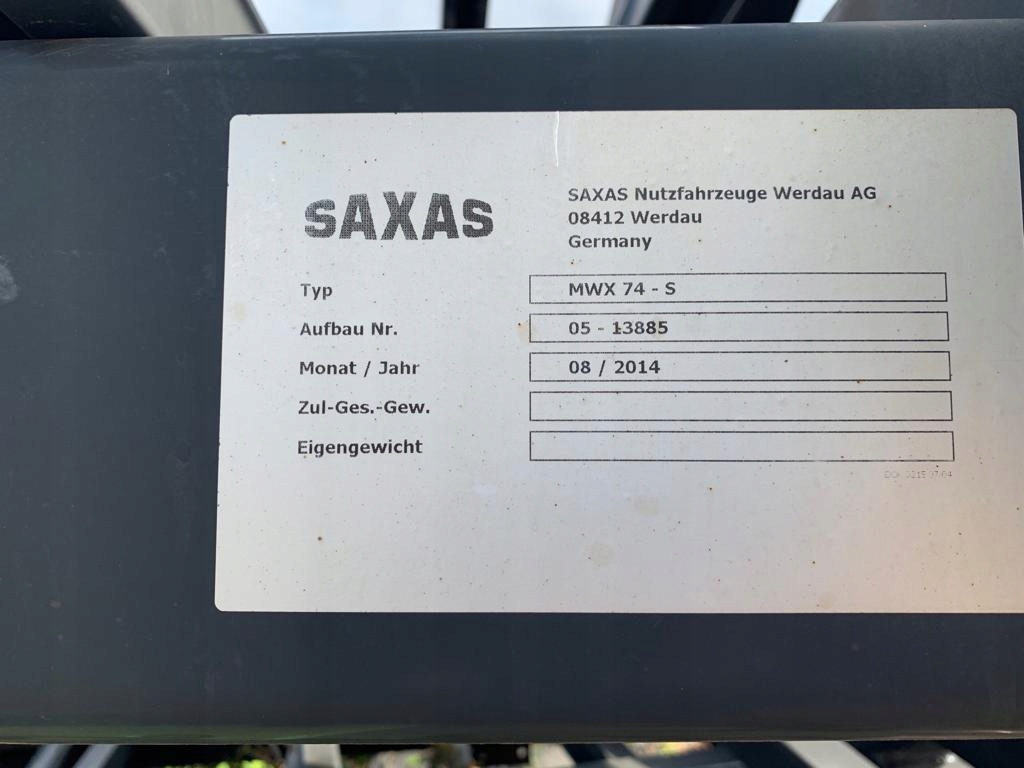 SAXAS
SAXAS Nutzfahrzeuge Werdau AG
08412 Werdau
Germany
Typ MWX 74 - S
Aufbau Nr. 05 - 13885
Monat / Jahr 08 / 2014
Zul-Ges.-Gew.
Eigengewicht